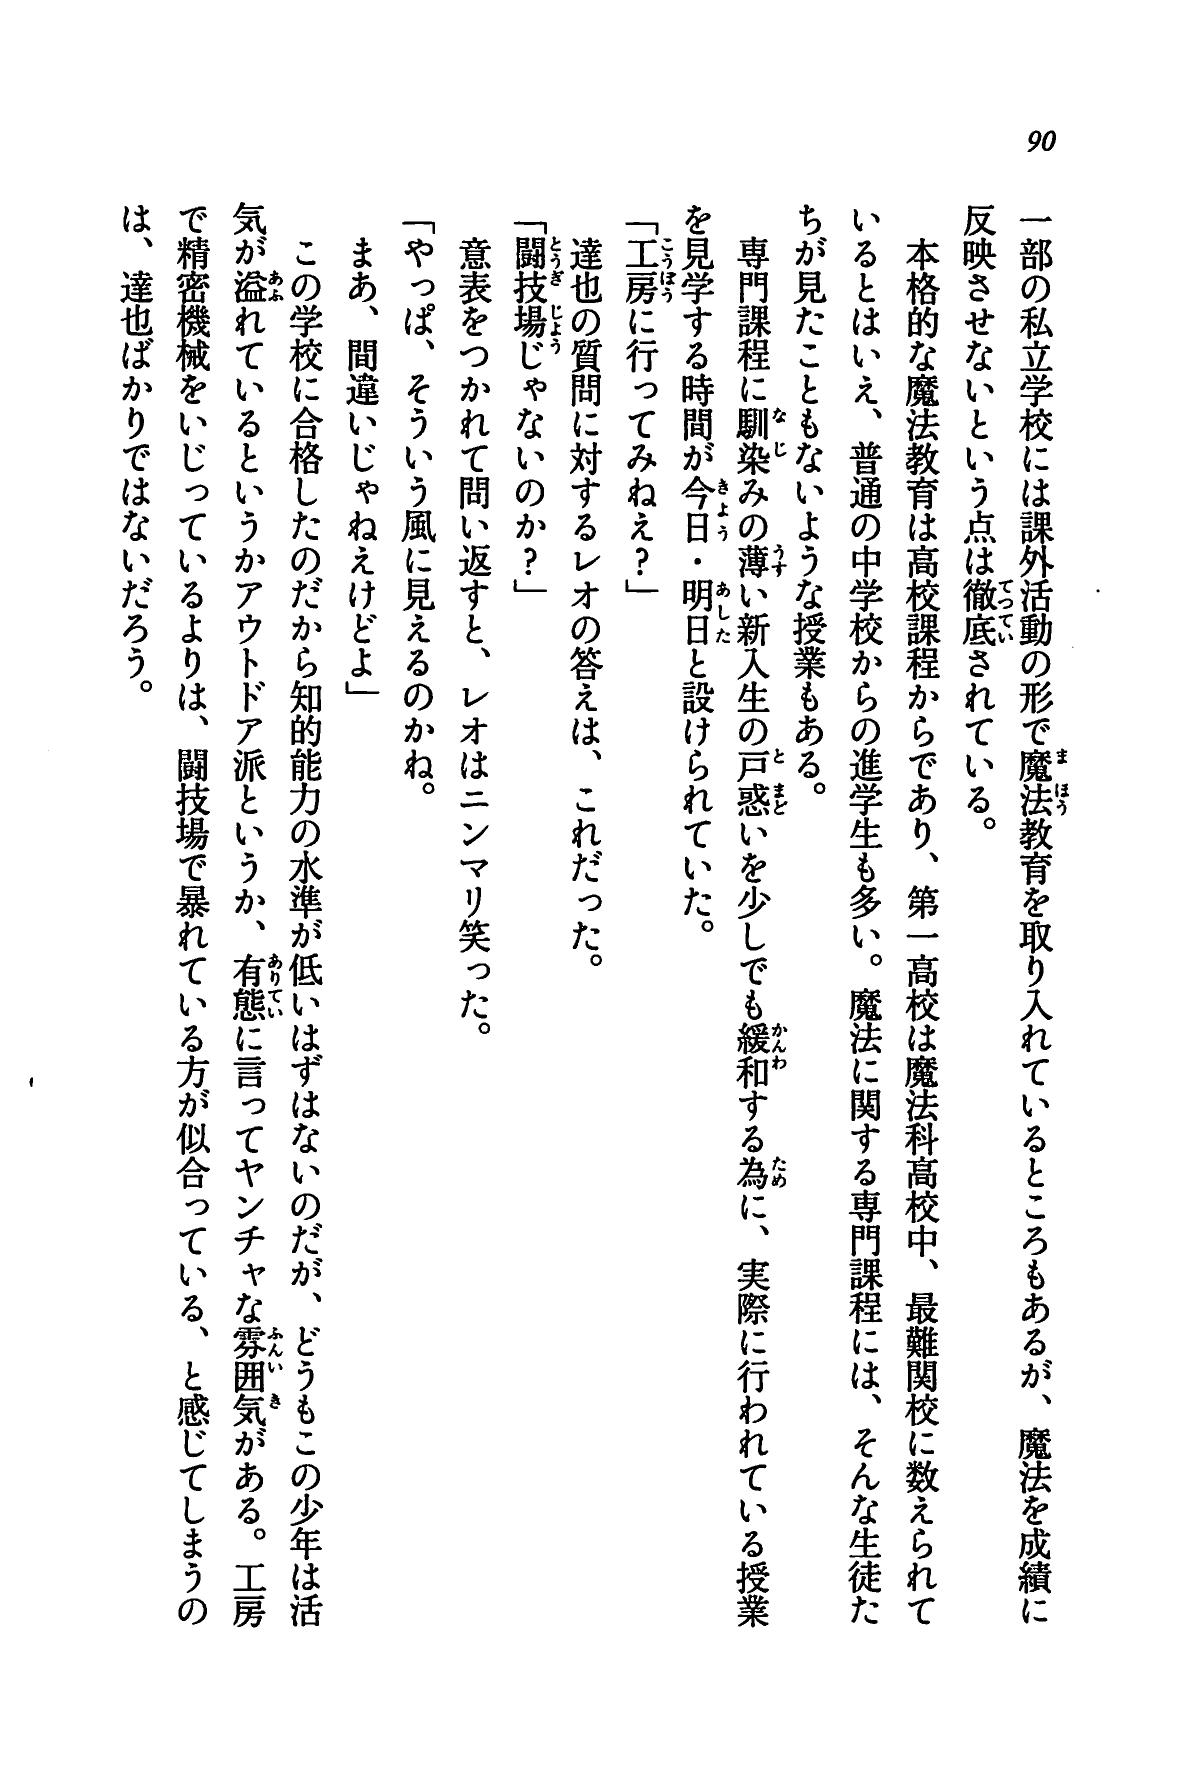 90
一部の私立学校には課外活動の形で魔法教育を取り入れているところもあるが、魔法を成績に
反映させないという点は徹底されている。
本格的な魔法教育は高校課程からであり、第一高校は魔法科高校中、最難関校に数えられて
いるとはいえ、普通の中学校からの進学生も多い。魔法に関する専門課程には、そんな生徒た
ちが見たこともないような授業もある。
専門課程に馴染みの薄い新入生の戸惑いを少しでも緩和する為に、実際に行われている授業
を見学する時間が今日・明日と設けられていた。
「工房に行ってみねえ？」
達也の質問に対するレオの答えは、これだった。
「闘技場じゃないのか？」
意表をつかれて問い返すと、レオはニンマリ笑った。
「やっぱ、そういう風に見えるのかね。
まあ、間違いじゃねえけどよ」
この学校に合格したのだから知的能力の水準が低いはずはないのだが、どうもこの少年は活
気が溢れているというかアウトドア派というか、有態に言ってヤンチャな雰囲気がある。工房
で精密機械をいじっているよりは、闘技場で暴れている方が似合っている、と感じてしまうの
は、達也ばかりではないだろう。